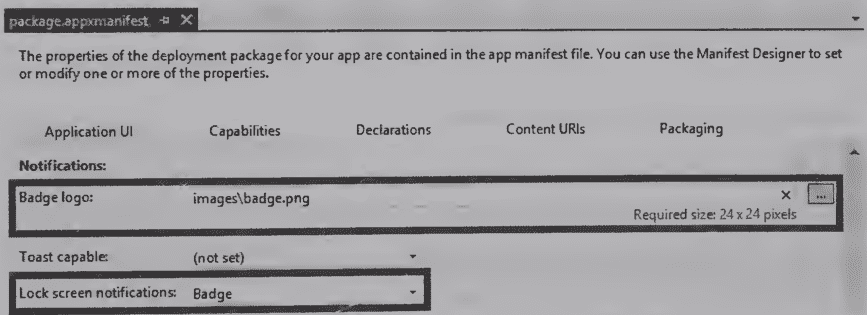 package.appxmanifest
The properties of the deployment package for your app are contained in the app manifest file. You can use the Manifest Designer to set
or modify one or more of the properties.
Application UI Capabilities Declarations Content URIs Packaging
Notifications:
Badge logo: images\badge.png
Required size: 24 x 24 pixels
Toast capable: (not set)
Lock screen notifications: Badge